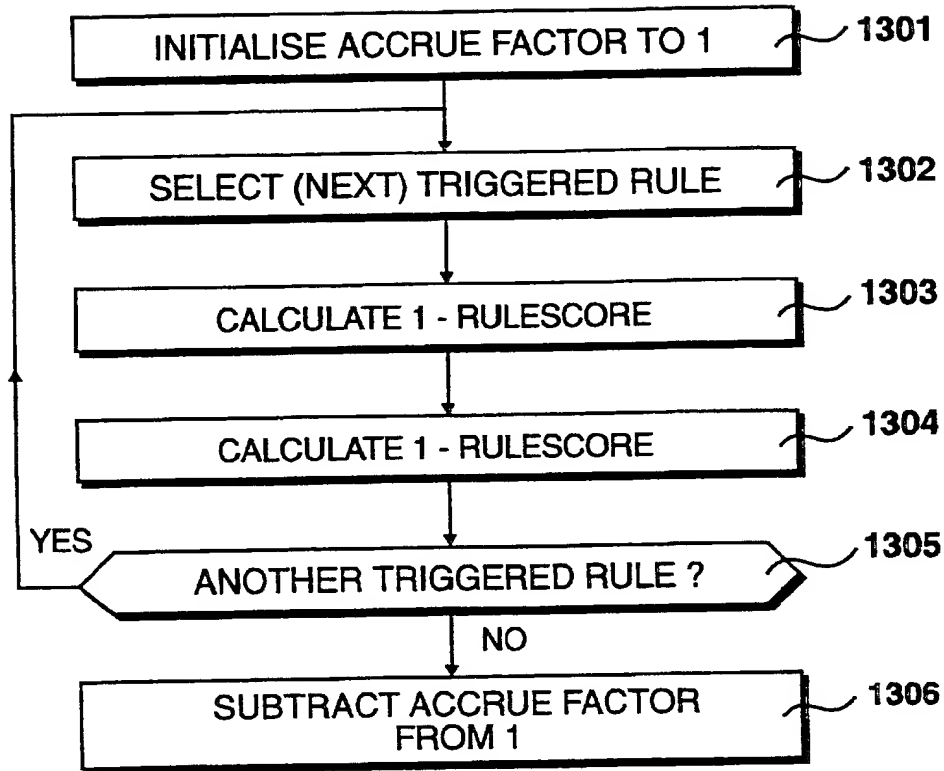 INITIALISE ACCRUE FACTOR TO 1
1301
SELECT (NEXT) TRIGGERED RULE
1302
CALCULATE 1 - RULESCORE
1303
CALCULATE 1 - RULESCORE
1304
YES
ANOTHER TRIGGERED RULE ?
1305
NO
SUBTRACT ACCRUE FACTOR
FROM 1
1306